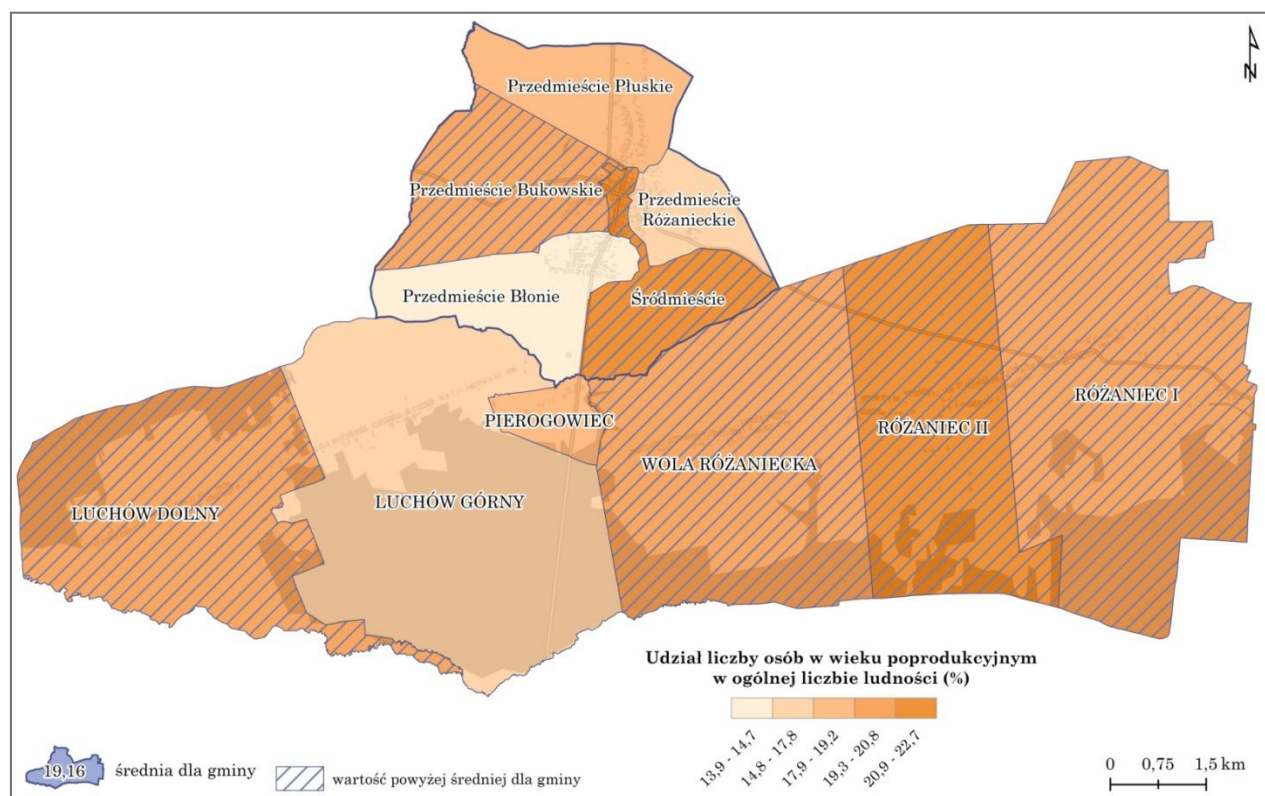 Przedmieście Płuskie
Przedmieście Bukowskie
Przedmieście
Różanieckie
Przedmieście Błonie
Śródmieście
PIEROGOWIEC
RÓŻANIEC I
RÓŻANIEC II
WOLA RÓŻANIECKA
LUCHÓW GÓRNY
LUCHÓW DOLNY
N
Udział liczby osób w wieku poprodukcyjnym
w ogólnej liczbie ludności (%)
13,9 - 14,7
14,8 - 17,8
17,9 - 19,2
19,3 - 20,8
20,9 - 22,7
19,16
średnia dla gminy
wartość powyżej średniej dla gminy
0 0,75 1,5 km